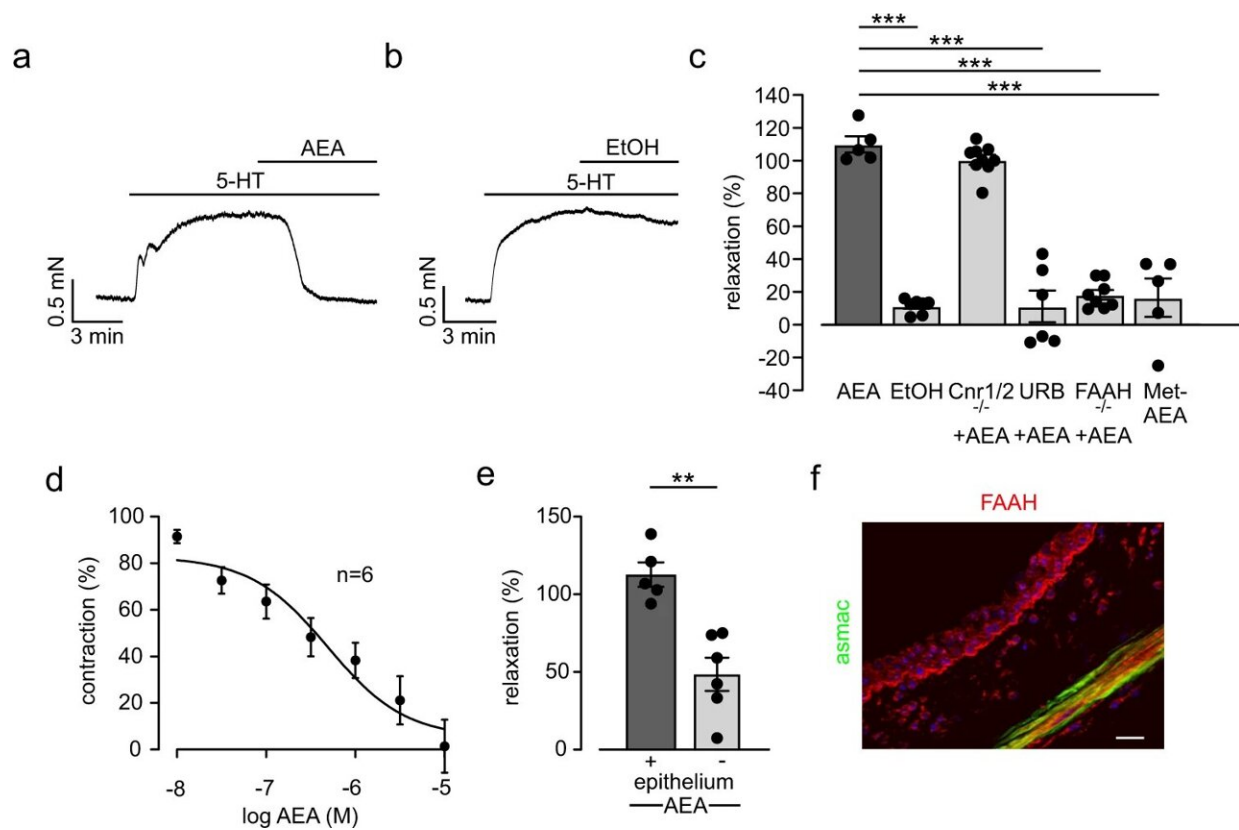 a
AEA
5-HT
0.5 mN
3 min
b
EtOH
5-HT
0.5 mN
3 min
c
***
***
***
***
relaxation (%)
140
120
100
80
60
40
20
0
-20
-40
AEA EtOH Cnr1/2 URB FAAH Met-
-/- -/- AEA
+AEA +AEA +AEA
d
contraction (%)
100
80
60
40
20
0
n=6
-8 -7 -6 -5
log AEA (M)
e
**
relaxation (%)
150
100
50
0
+ -
epithelium
AEA
f
FAAH
asmac